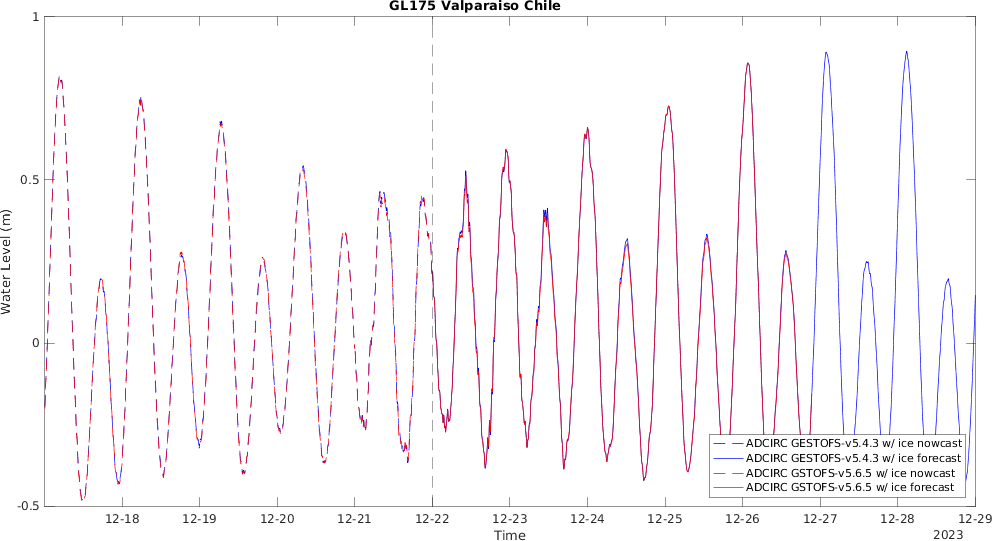 GL175 Valparaiso Chile
1
0.5
0
-0.5
Water Level (m)
12-18 12-19 12-20 12-21 12-22 12-23 12-24 12-25 12-26 12-27 12-28 12-29
Time
2023
ADCIRC GESTOFS-v5.4.3 w/ ice nowcast
ADCIRC GESTOFS-v5.4.3 w/ ice forecast
ADCIRC GSTOFS-v5.6.5 w/ ice nowcast
ADCIRC GSTOFS-v5.6.5 w/ ice forecast